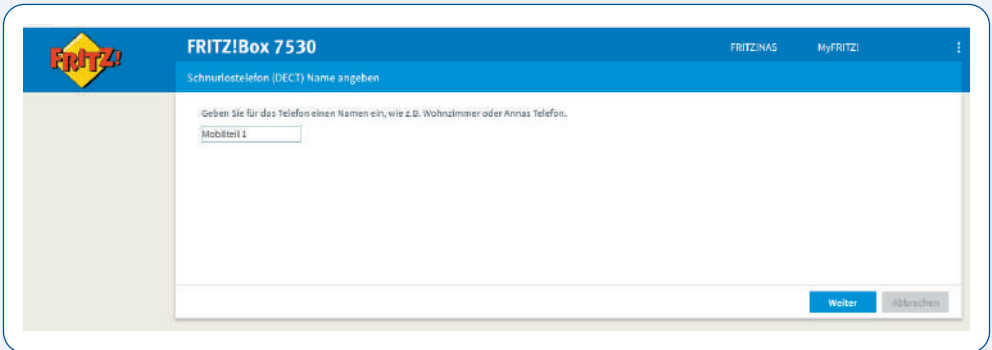 FRITZ!
FRITZ!Box 7530
FRITZ!NAS
MyFRITZ!
Schnurlostelefon (DECT) Name angeben
Geben Sie für das Telefon einen Namen ein, wie z.B. Wohnzimmer oder Annas Telefon.
Mobilteil 1
Weiter
Abbrechen